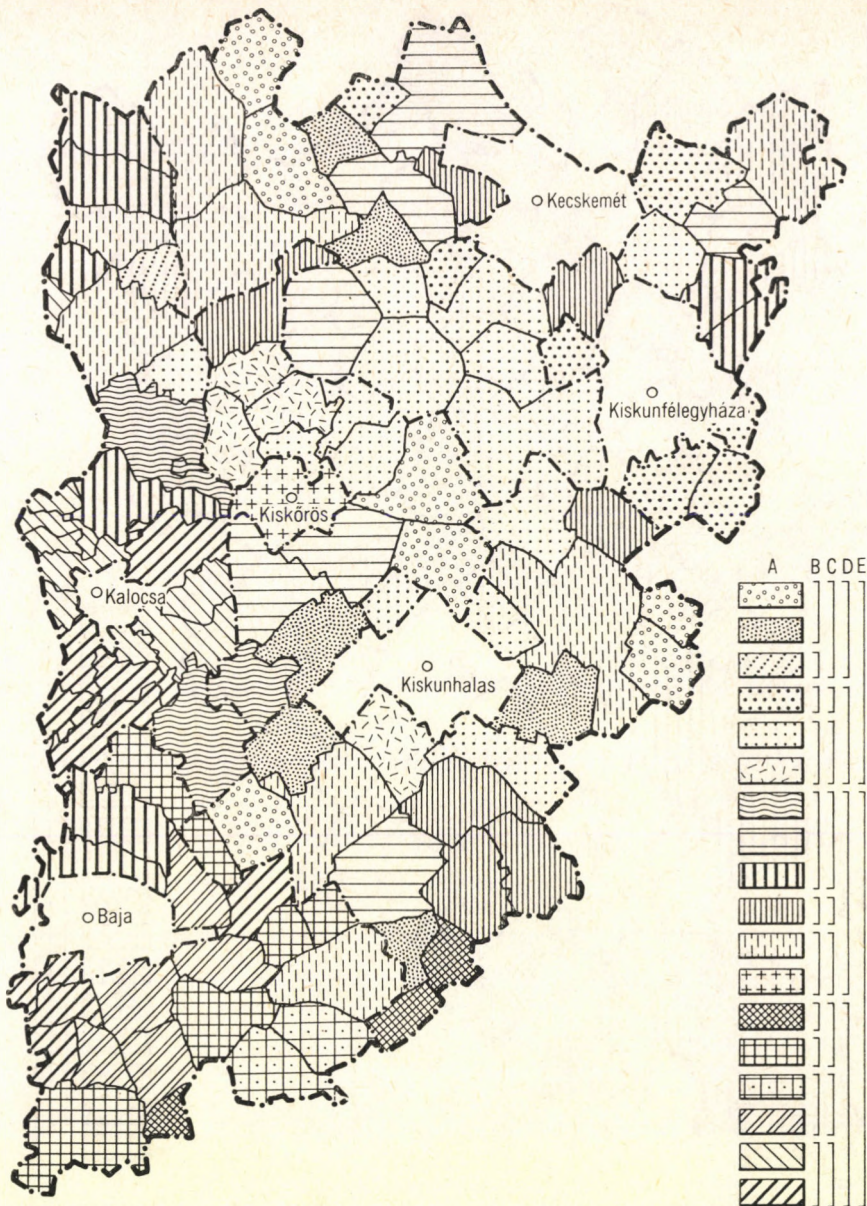 Kecskemét
Kiskunfélegyháza
Kiskőrös
Kalocsa
Kiskunhalas
Baja
A B C D E